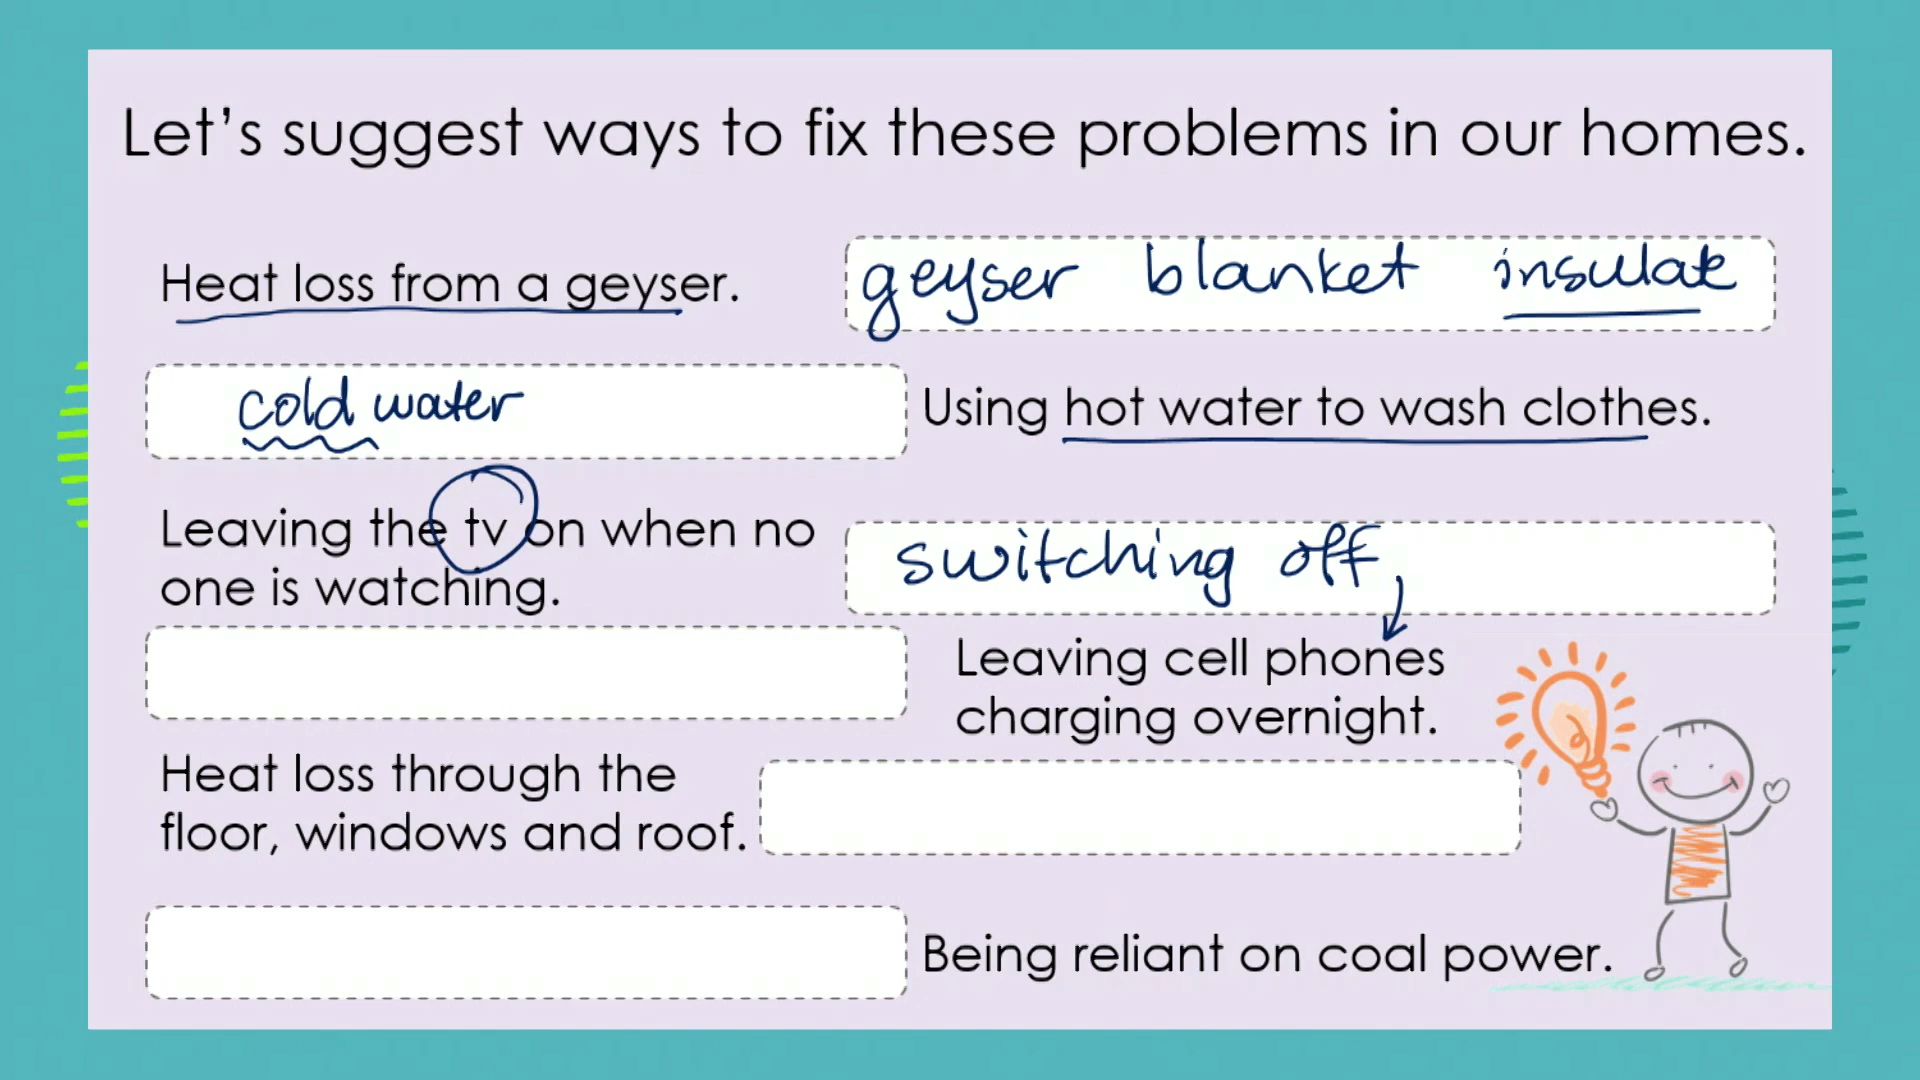 Let's suggest ways to fix these problems in our homes.
Heat loss from a geyser.
geyser blanket insulate
cold water
Using hot water to wash clothes.
Leaving the tv on when no
one is watching.
switching off
Leaving cell phones
charging overnight.
Heat loss through the
floor, windows and roof.
Being reliant on coal power.